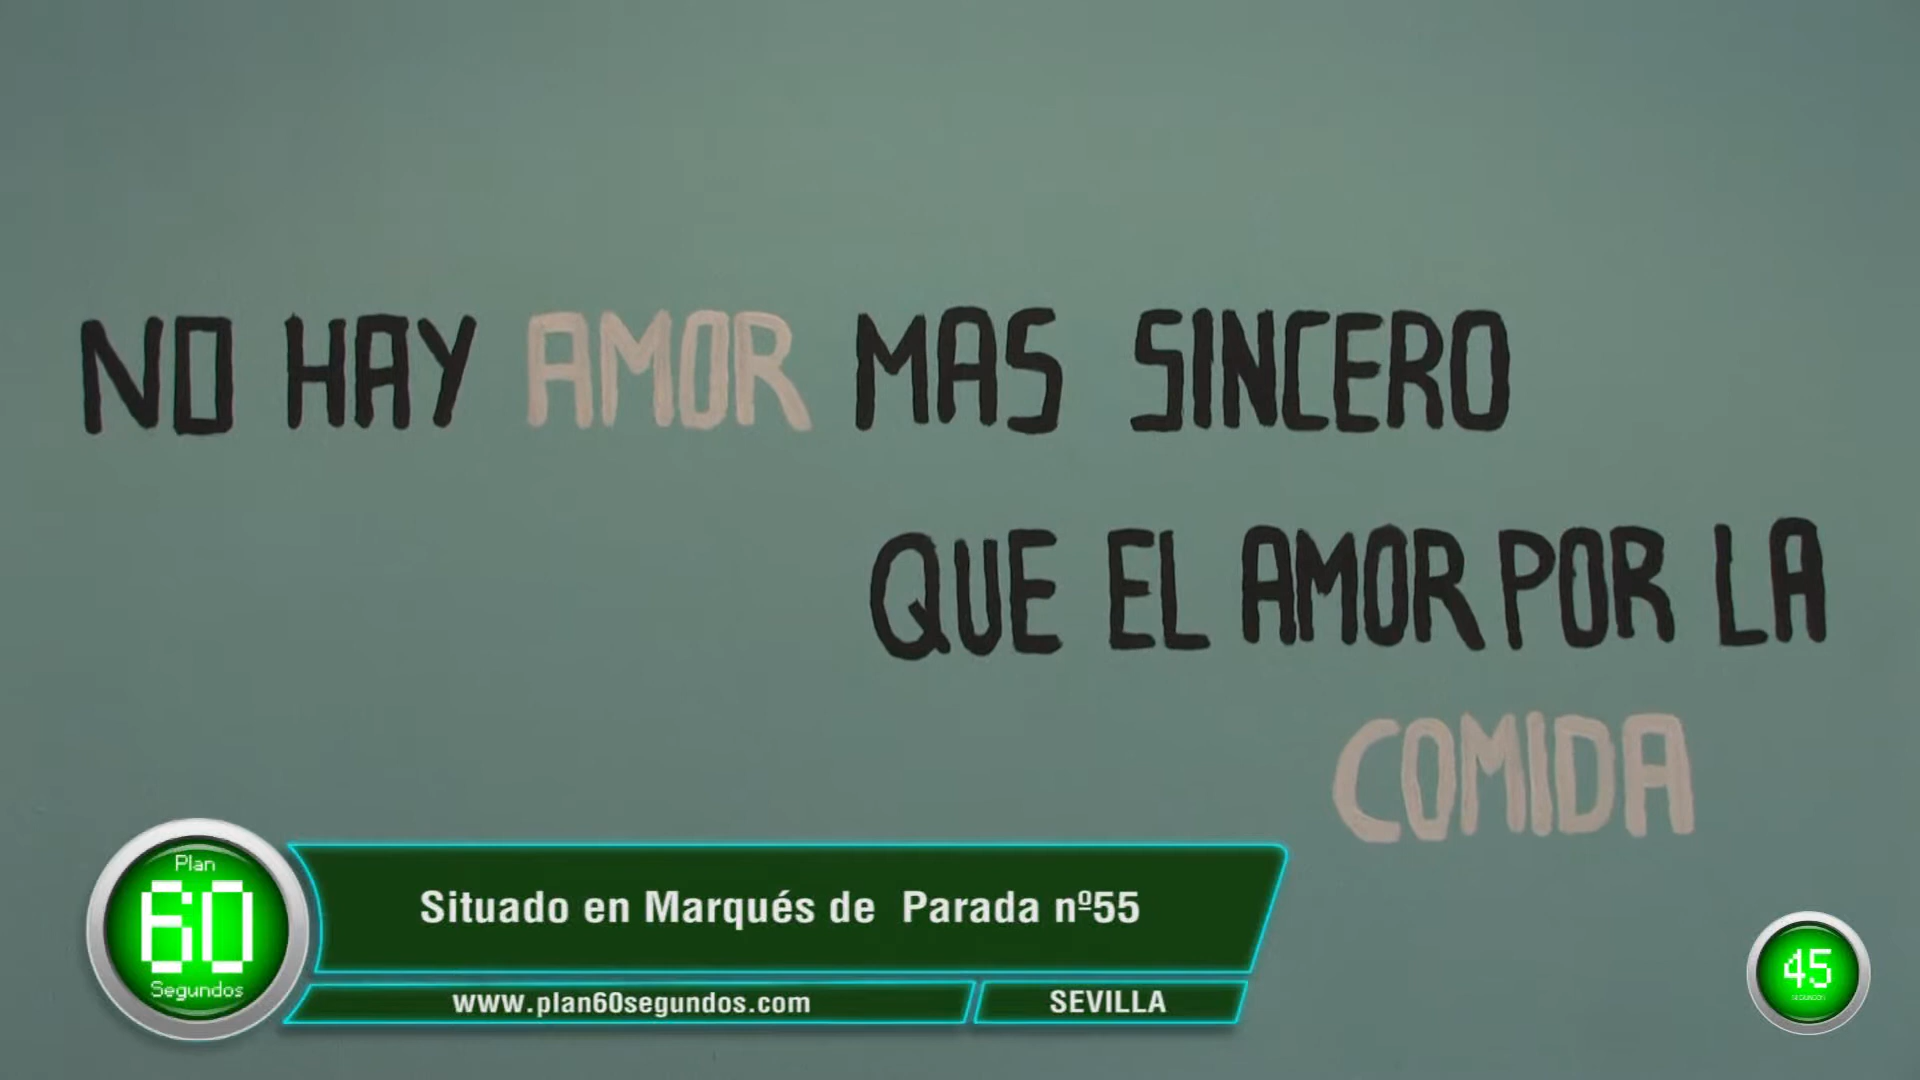 NO HAY AMOR MAS SINCERO
QUE EL AMOR POR LA
COMIDA
Plan
60
Segundos
Situado en Marqués de Parada nº55
www.plan60segundos.com
SEVILLA
45